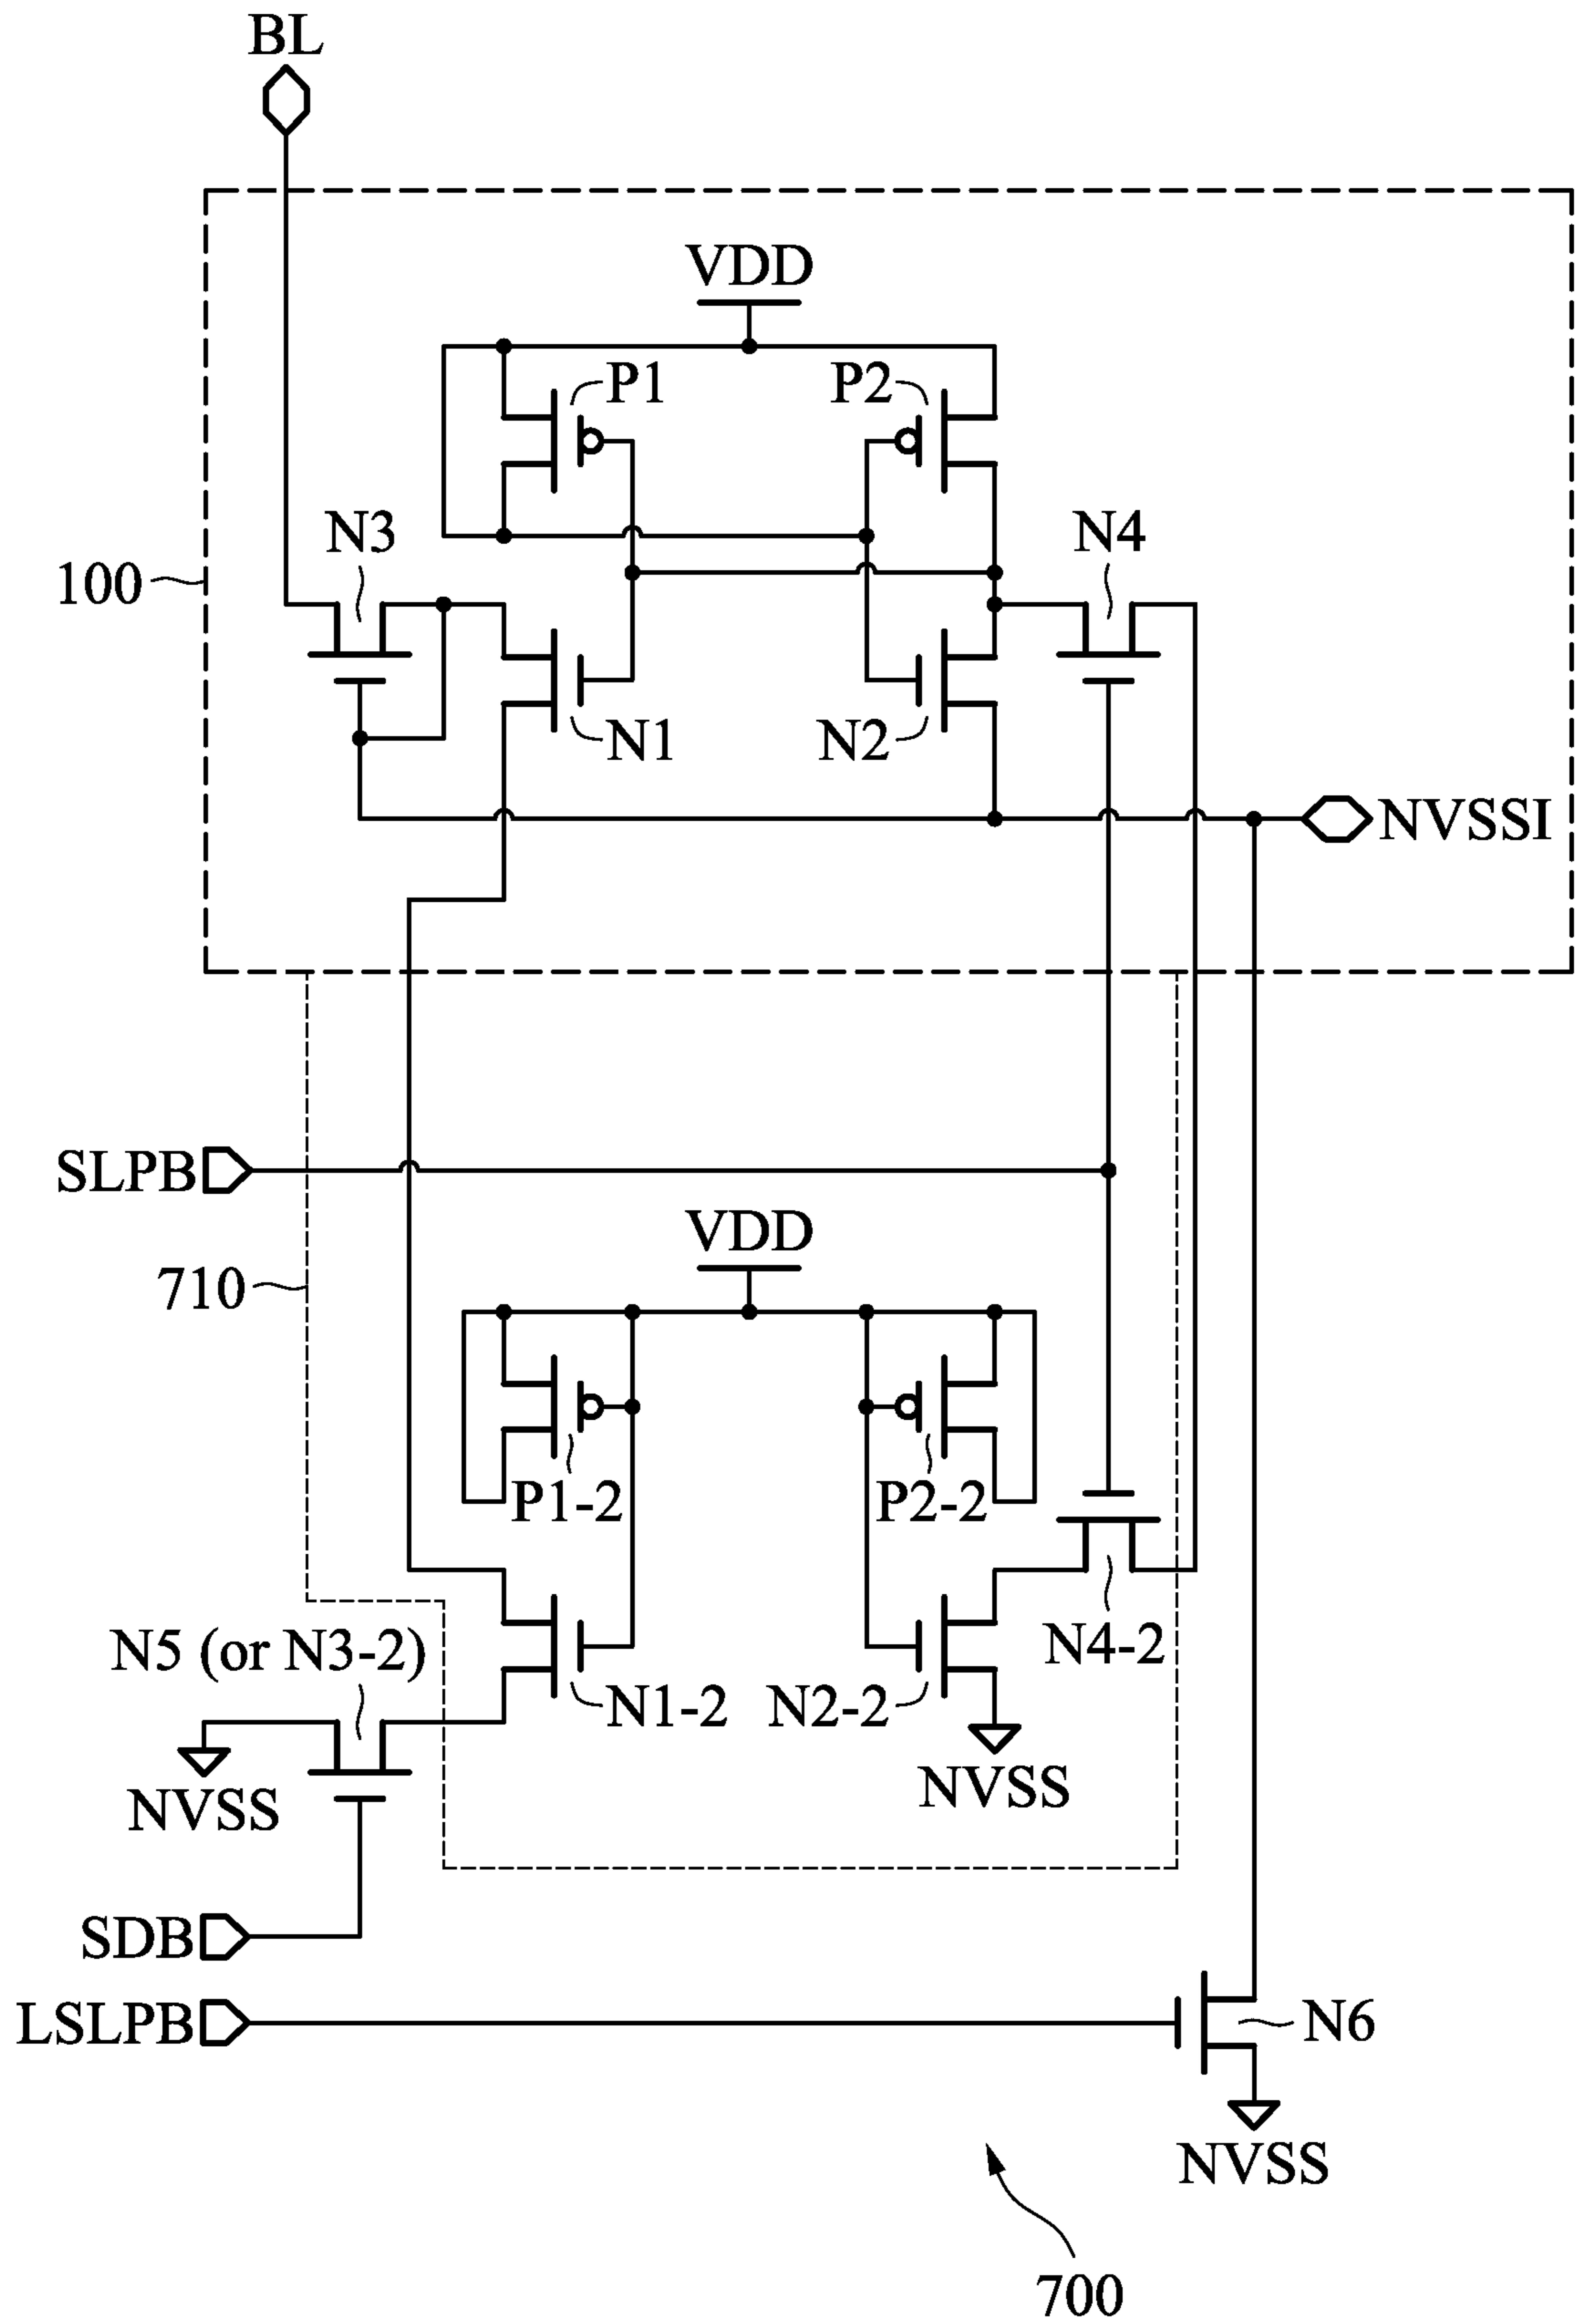 BL
VDD
P1
P2
N3
N4
100
N1
N2
NVSSI
SLPB
VDD
710
P1-2
P2-2
N5 (or N3-2)
N4-2
N1-2
N2-2
NVSS
NVSS
SDB
LSLPB
N6
NVSS
700